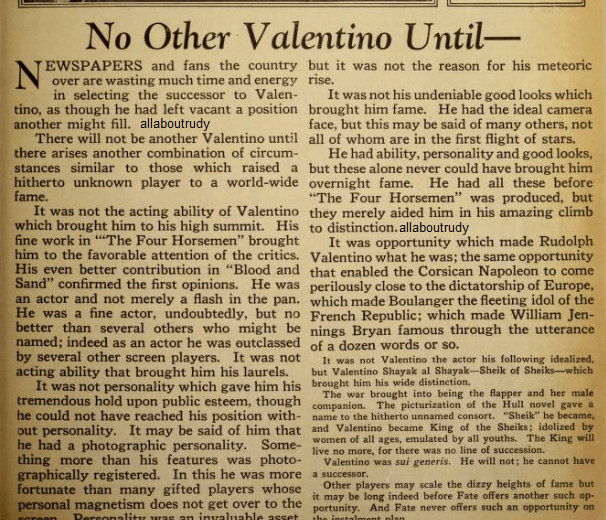 No Other Valentino Until—
NEWSPAPERS and fans the country
over are wasting much time and energy
in selecting the successor to Valen-
tino, as though he had left vacant a position
another might fill. allaboutrudy
There will not be another Valentino until
there arises another combination of circum-
stances similar to those which raised a
hitherto unknown player to a world-wide
fame.
It was not the acting ability of Valentino
which brought him to his high summit. His
fine work in “‘The Four Horsemen” brought
him to the favorable attention of the critics.
His even better contribution in “Blood and
Sand” confirmed the first opinions. He was
an actor and not merely a flash in the pan.
He was a fine actor, undoubtedly, but no
better than several others who might be
named; indeed as an actor he was outclassed
by several other screen players. It was not
acting ability that brought him his laurels.
It was not personality which gave him his
tremendous hold upon public esteem, though
he could not have reached his position with-
out personality. It may be said of him that
he had a photographic personality. Some-
thing more than his features was photo-
graphically registered. In this he was more
fortunate than many gifted players whose
personal magnetism does not get over to the
screen. Personality was an invaluable asset
but it was not the reason for his meteoric
rise.
It was not his undeniable good looks which
brought him fame. He had the ideal camera
face, but this may be said of many others, not
all of whom are in the first flight of stars.
He had ability, personality and good looks,
but these alone never could have brought him
overnight fame. He had all these before
“The Four Horsemen” was produced, but
they merely aided him in his amazing climb
to distinction. allaboutrudy
It was opportunity which made Rudolph
Valentino what he was; the same opportunity
that enabled the Corsican Napoleon to come
perilously close to the dictatorship of Europe,
which made Boulanger the fleeting idol of the
French Republic; which made William Jen-
nings Bryan famous through the utterance
of a dozen words or so.
It was not Valentino the actor his following idealized,
but Valentino Shayak al Shayak—Sheik of Sheiks—which
brought him his wide distinction.
The war brought into being the flapper and her male
companion. The picturization of the Hull novel gave a
name to the hitherto unnamed consort. “Sheik” he became,
and Valentino became King of the Sheiks; idolized by
women of all ages, emulated by all youths. The King will
live no more, for there was no line of succession.
Valentino was sui generis. He will not; he cannot have
a successor.
Other players may scale the dizzy heights of fame but
it may be long indeed before Fate offers another such op-
portunity. And Fate never offers such an opportunity on
the instalment plan